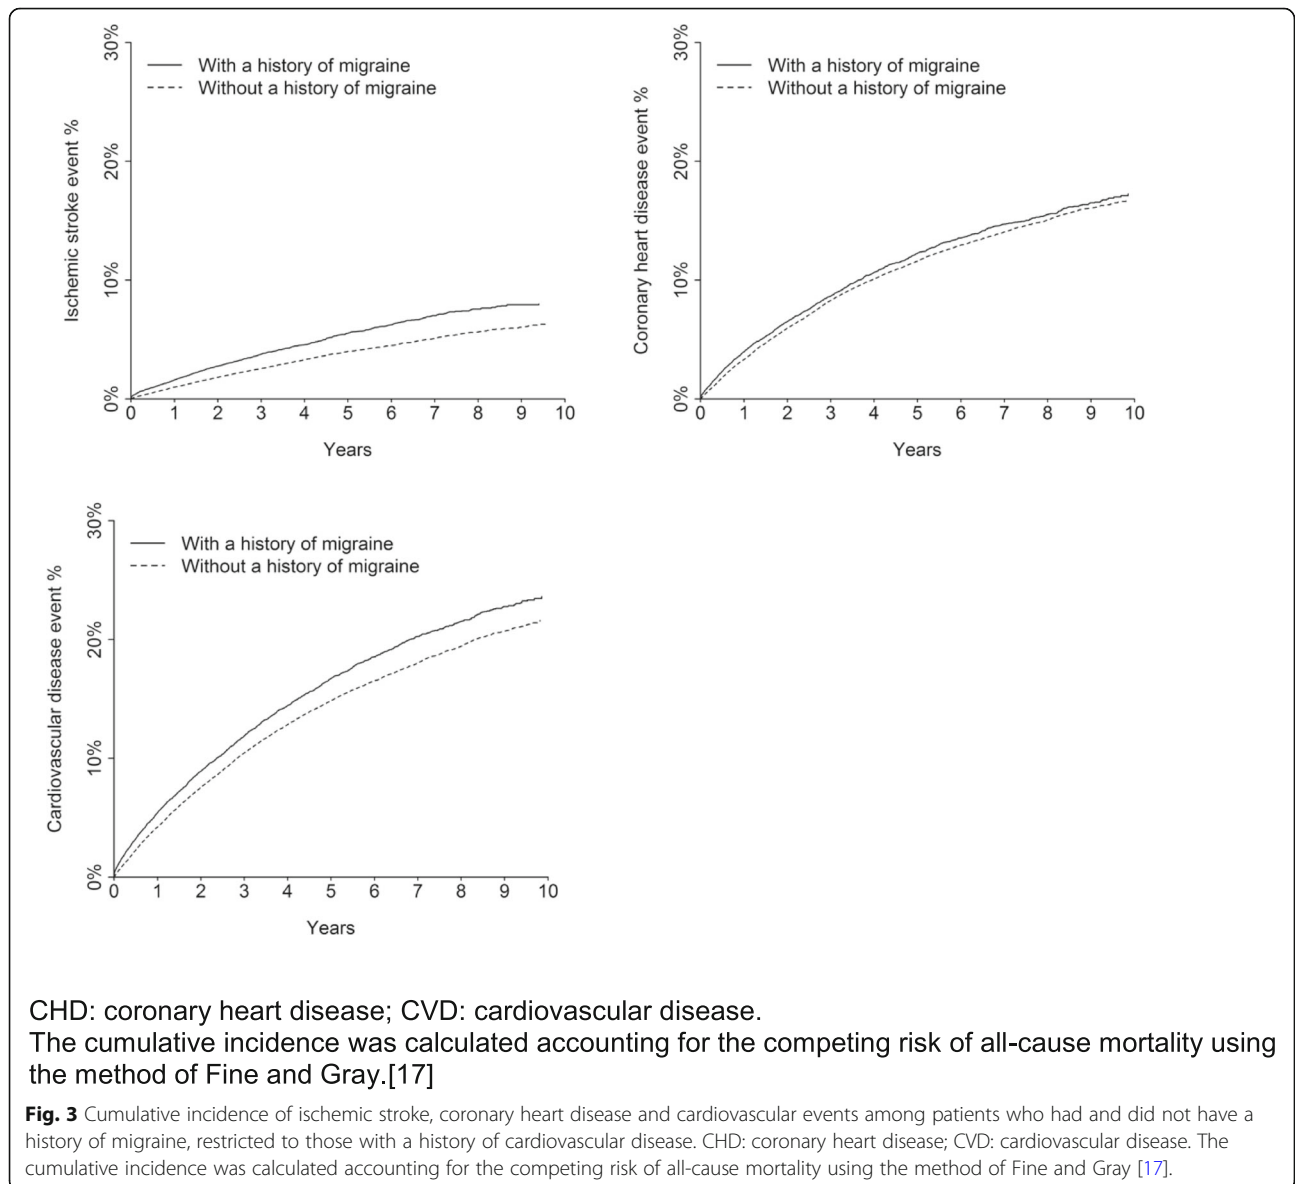 30%
20%
10%
0%
Ischemic stroke event %
With a history of migraine
Without a history of migraine
0 1 2 3 4 5 6 7 8 9 10
Years
30%
20%
10%
0%
Coronary heart disease event %
With a history of migraine
Without a history of migraine
0 1 2 3 4 5 6 7 8 9 10
Years
30%
20%
10%
0%
Cardiovascular disease event %
With a history of migraine
Without a history of migraine
0 1 2 3 4 5 6 7 8 9 10
Years
CHD: coronary heart disease; CVD: cardiovascular disease.
The cumulative incidence was calculated accounting for the competing risk of all-cause mortality using
the method of Fine and Gray.[17]
Fig. 3 Cumulative incidence of ischemic stroke, coronary heart disease and cardiovascular events among patients who had and did not have a
history of migraine, restricted to those with a history of cardiovascular disease. CHD: coronary heart disease; CVD: cardiovascular disease. The
cumulative incidence was calculated accounting for the competing risk of all-cause mortality using the method of Fine and Gray [17].